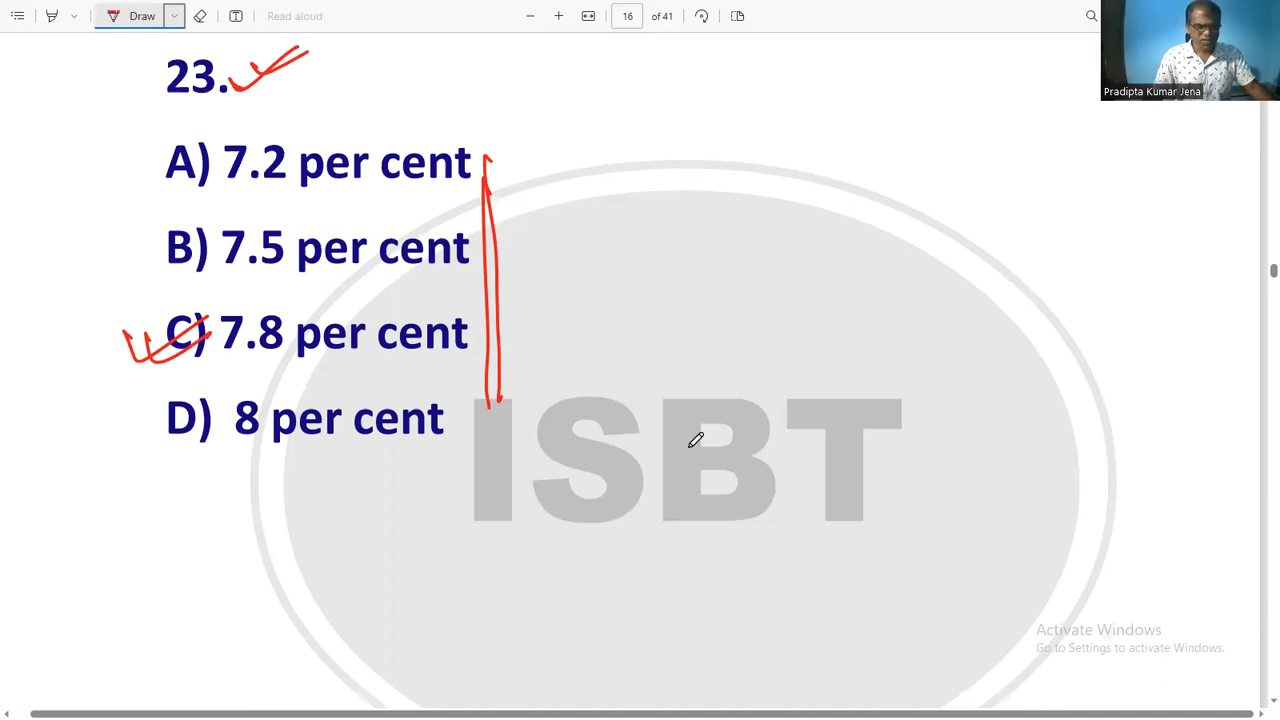 Draw
Read aloud
16 of 41
23.
Pradipta Kumar Jena
A) 7.2 per cent
B) 7.5 per cent
C) 7.8 per cent
D) 8 per cent
ISBT
Activate Windows
Go to Settings to activate Windows.